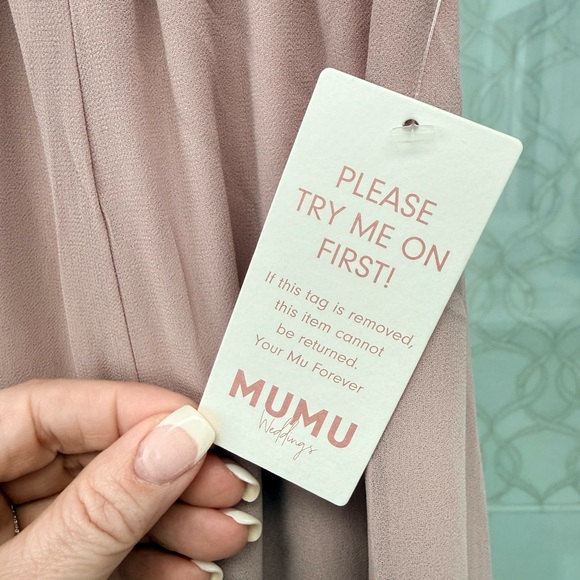 PLEASE
TRY ME ON
FIRST!
If this tag is removed,
this item cannot
be returned.
Your Mu Forever
MUMU
Weddings